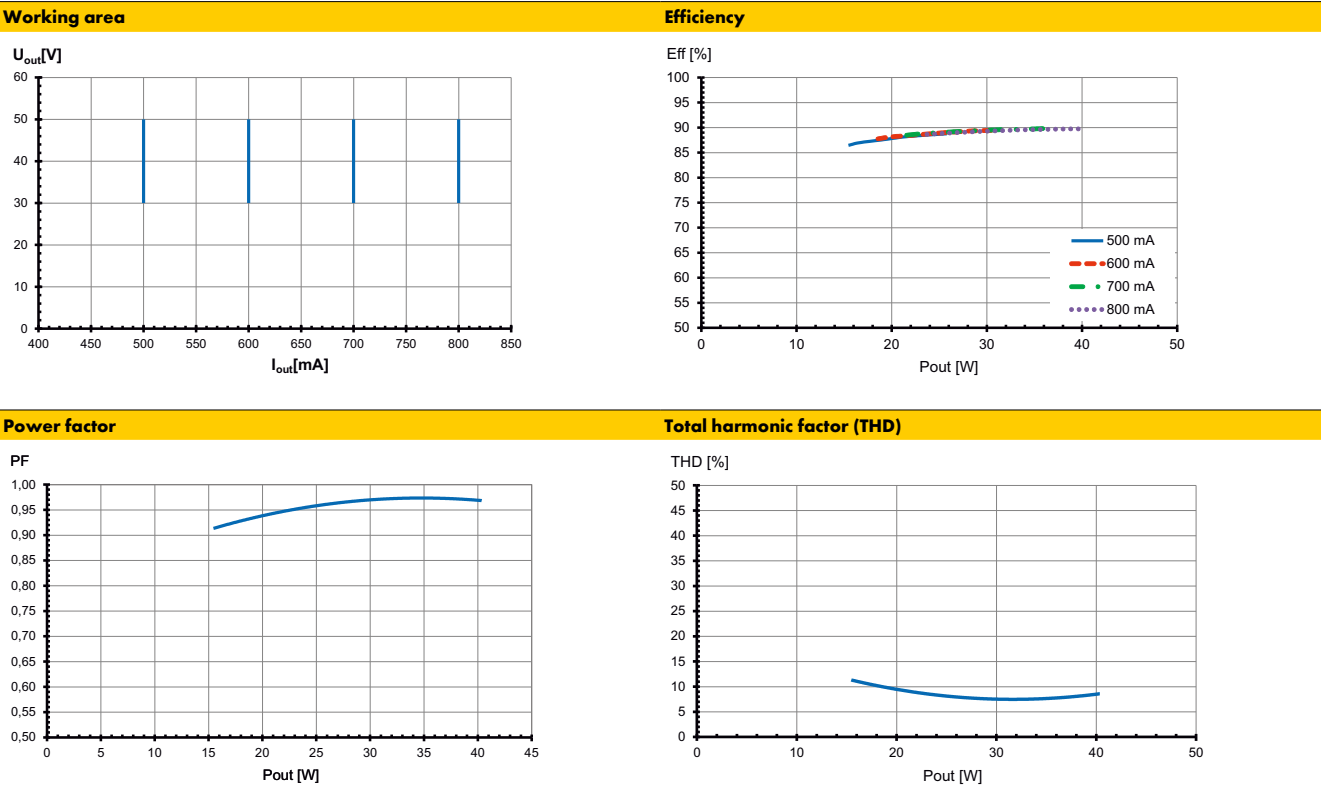 Working area
U_out[V]
60
50
40
30
20
10
0
400 450 500 550 600 650 700 750 800 850
I_out[mA]
Efficiency
Eff [%]
100
95
90
85
80
75
70
65
60
55
50
500 mA
600 mA
700 mA
800 mA
0 10 20 30 40 50
Pout [W]
Power factor
PF
1,00
0,95
0,90
0,85
0,80
0,75
0,70
0,65
0,60
0,55
0,50
0 5 10 15 20 25 30 35 40 45
Pout [W]
Total harmonic factor (THD)
THD [%]
50
45
40
35
30
25
20
15
10
5
0
0 10 20 30 40 50
Pout [W]